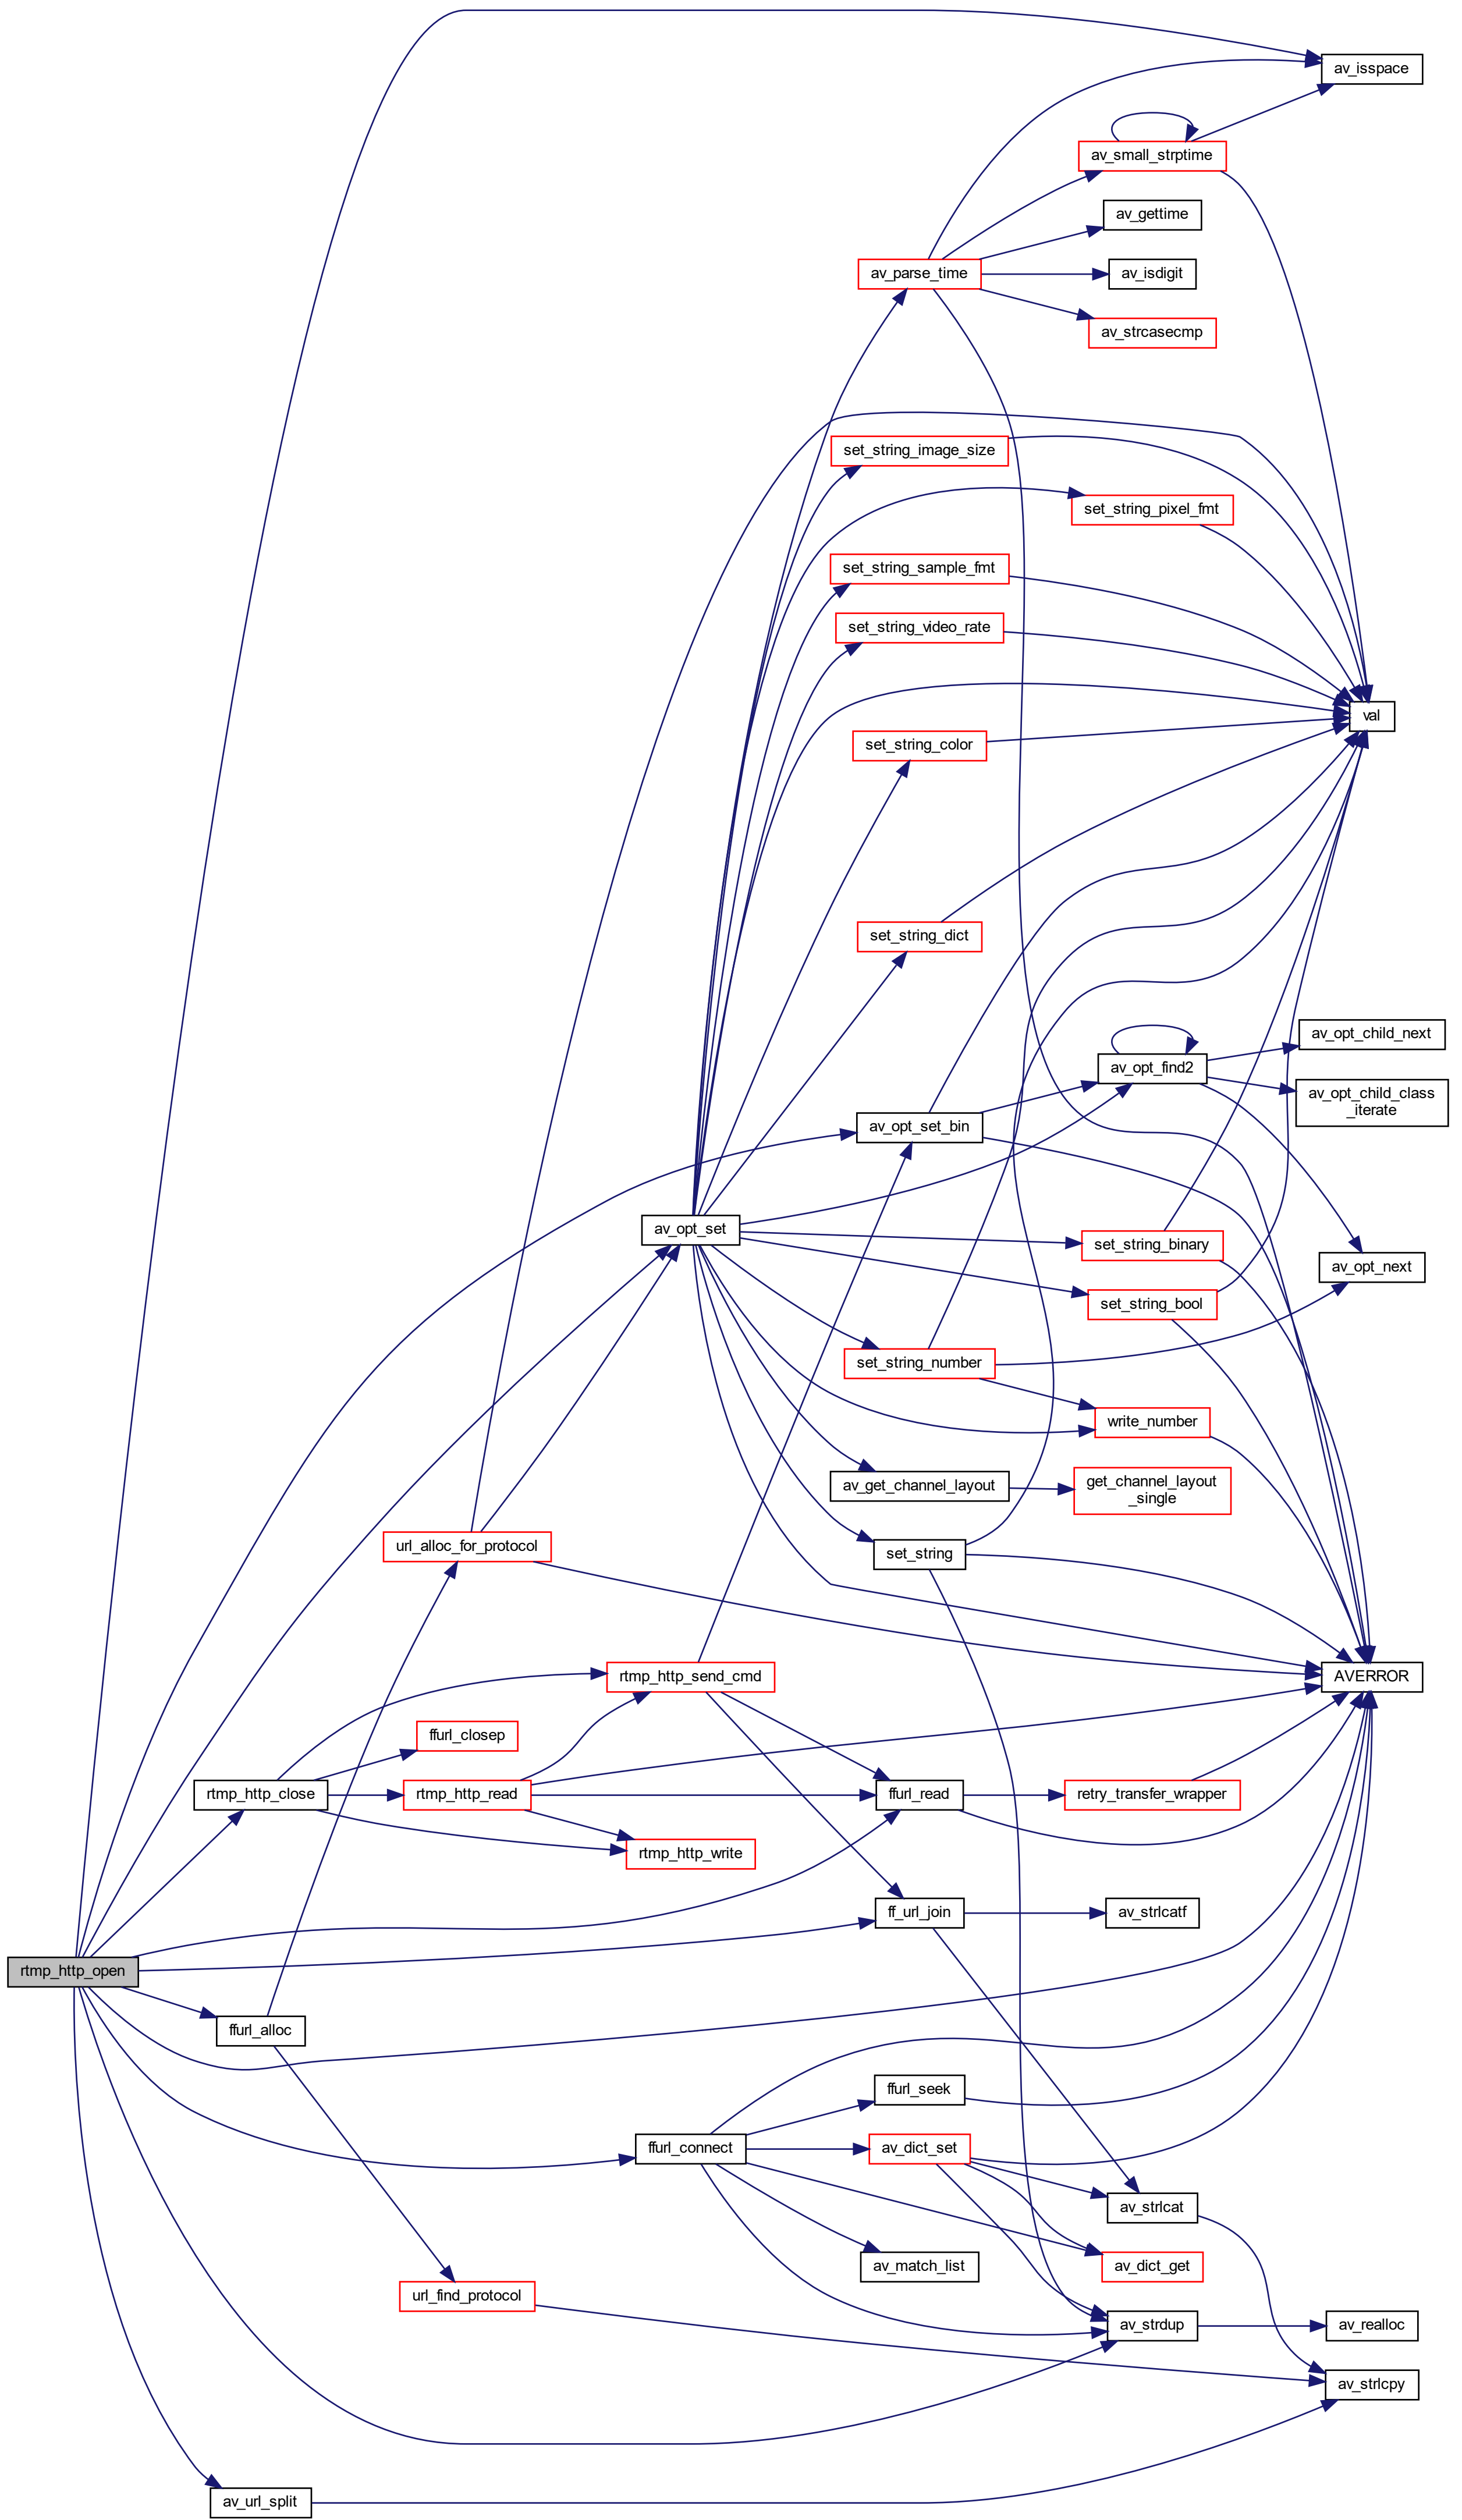 av_isspace
av_small_strptime
av_gettime
av_parse_time
av_isdigit
av_strcasecmp
set_string_image_size
set_string_pixel_fmt
set_string_sample_fmt
set_string_video_rate
val
set_string_color
set_string_dict
av_opt_child_next
av_opt_find2
av_opt_child_class
_iterate
av_opt_set_bin
av_opt_set
set_string_binary
av_opt_next
set_string_bool
set_string_number
write_number
av_get_channel_layout
get_channel_layout
_single
url_alloc_for_protocol
set_string
rtmp_http_send_cmd
AVERROR
ffurl_closep
rtmp_http_close
rtmp_http_read
ffurl_read
retry_transfer_wrapper
rtmp_http_write
ff_url_join
av_strlcatf
rtmp_http_open
ffurl_alloc
ffurl_seek
ffurl_connect
av_dict_set
av_strlcat
av_match_list
av_dict_get
url_find_protocol
av_strdup
av_realloc
av_strlcpy
av_url_split